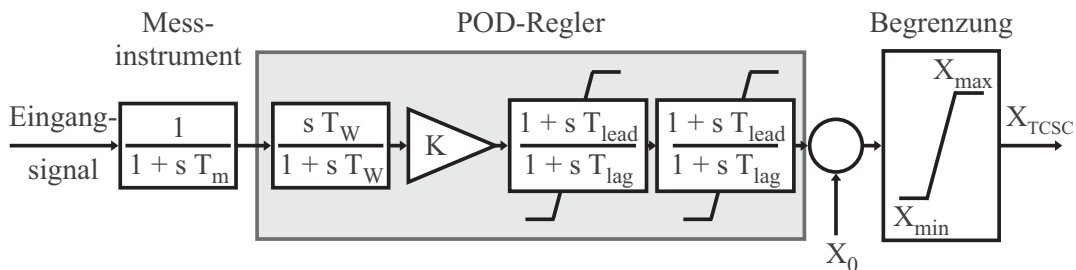 Mess-
instrument
POD-Regler
Begrenzung
Eingang-
signal
1
1 + s T_m
s T_W
1 + s T_W
K
1 + s T_lead
1 + s T_lag
1 + s T_lead
1 + s T_lag
X_0
X_max
X_min
X_TCSC